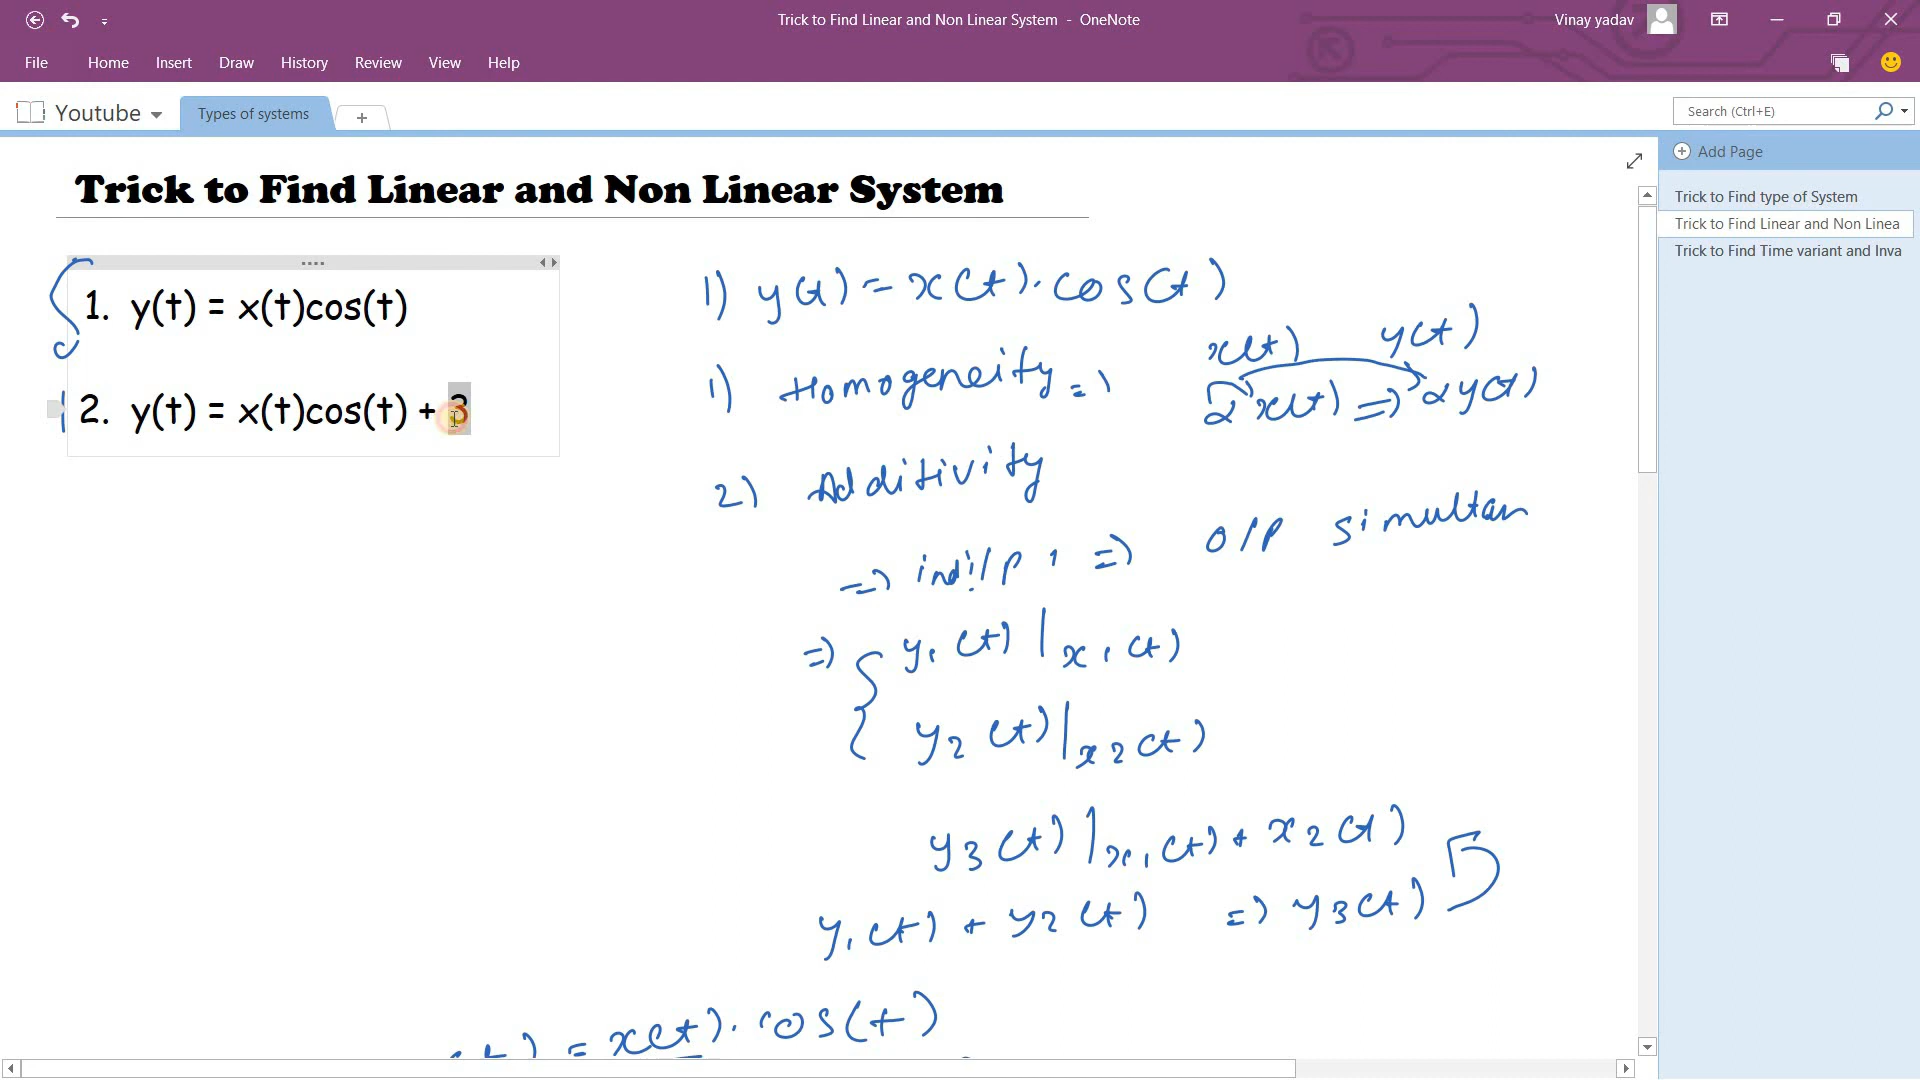 Trick to Find Linear and Non Linear System - OneNote
Vinay yadav
File Home Insert Draw History Review View Help
Youtube
Types of systems
Search (Ctrl+E)
Add Page
Trick to Find type of System
Trick to Find Linear and Non Linea
Trick to Find Time variant and Inva
Trick to Find Linear and Non Linear System
1. y(t) = x(t)cos(t)
2. y(t) = x(t)cos(t) +
1) y(t) = x(t).cos(t)
x(t) y(t)
1) Homogeneity =) αx(t) => αy(t)
2) Additivity
=> ind i/p , => o/p simultan
=> { y1(t)|x1(t)
y2(t)|x2(t)
y3(t)|x1(t) + x2(t)
y1(t) + y2(t) => y3(t)
= x(t). cos(t)